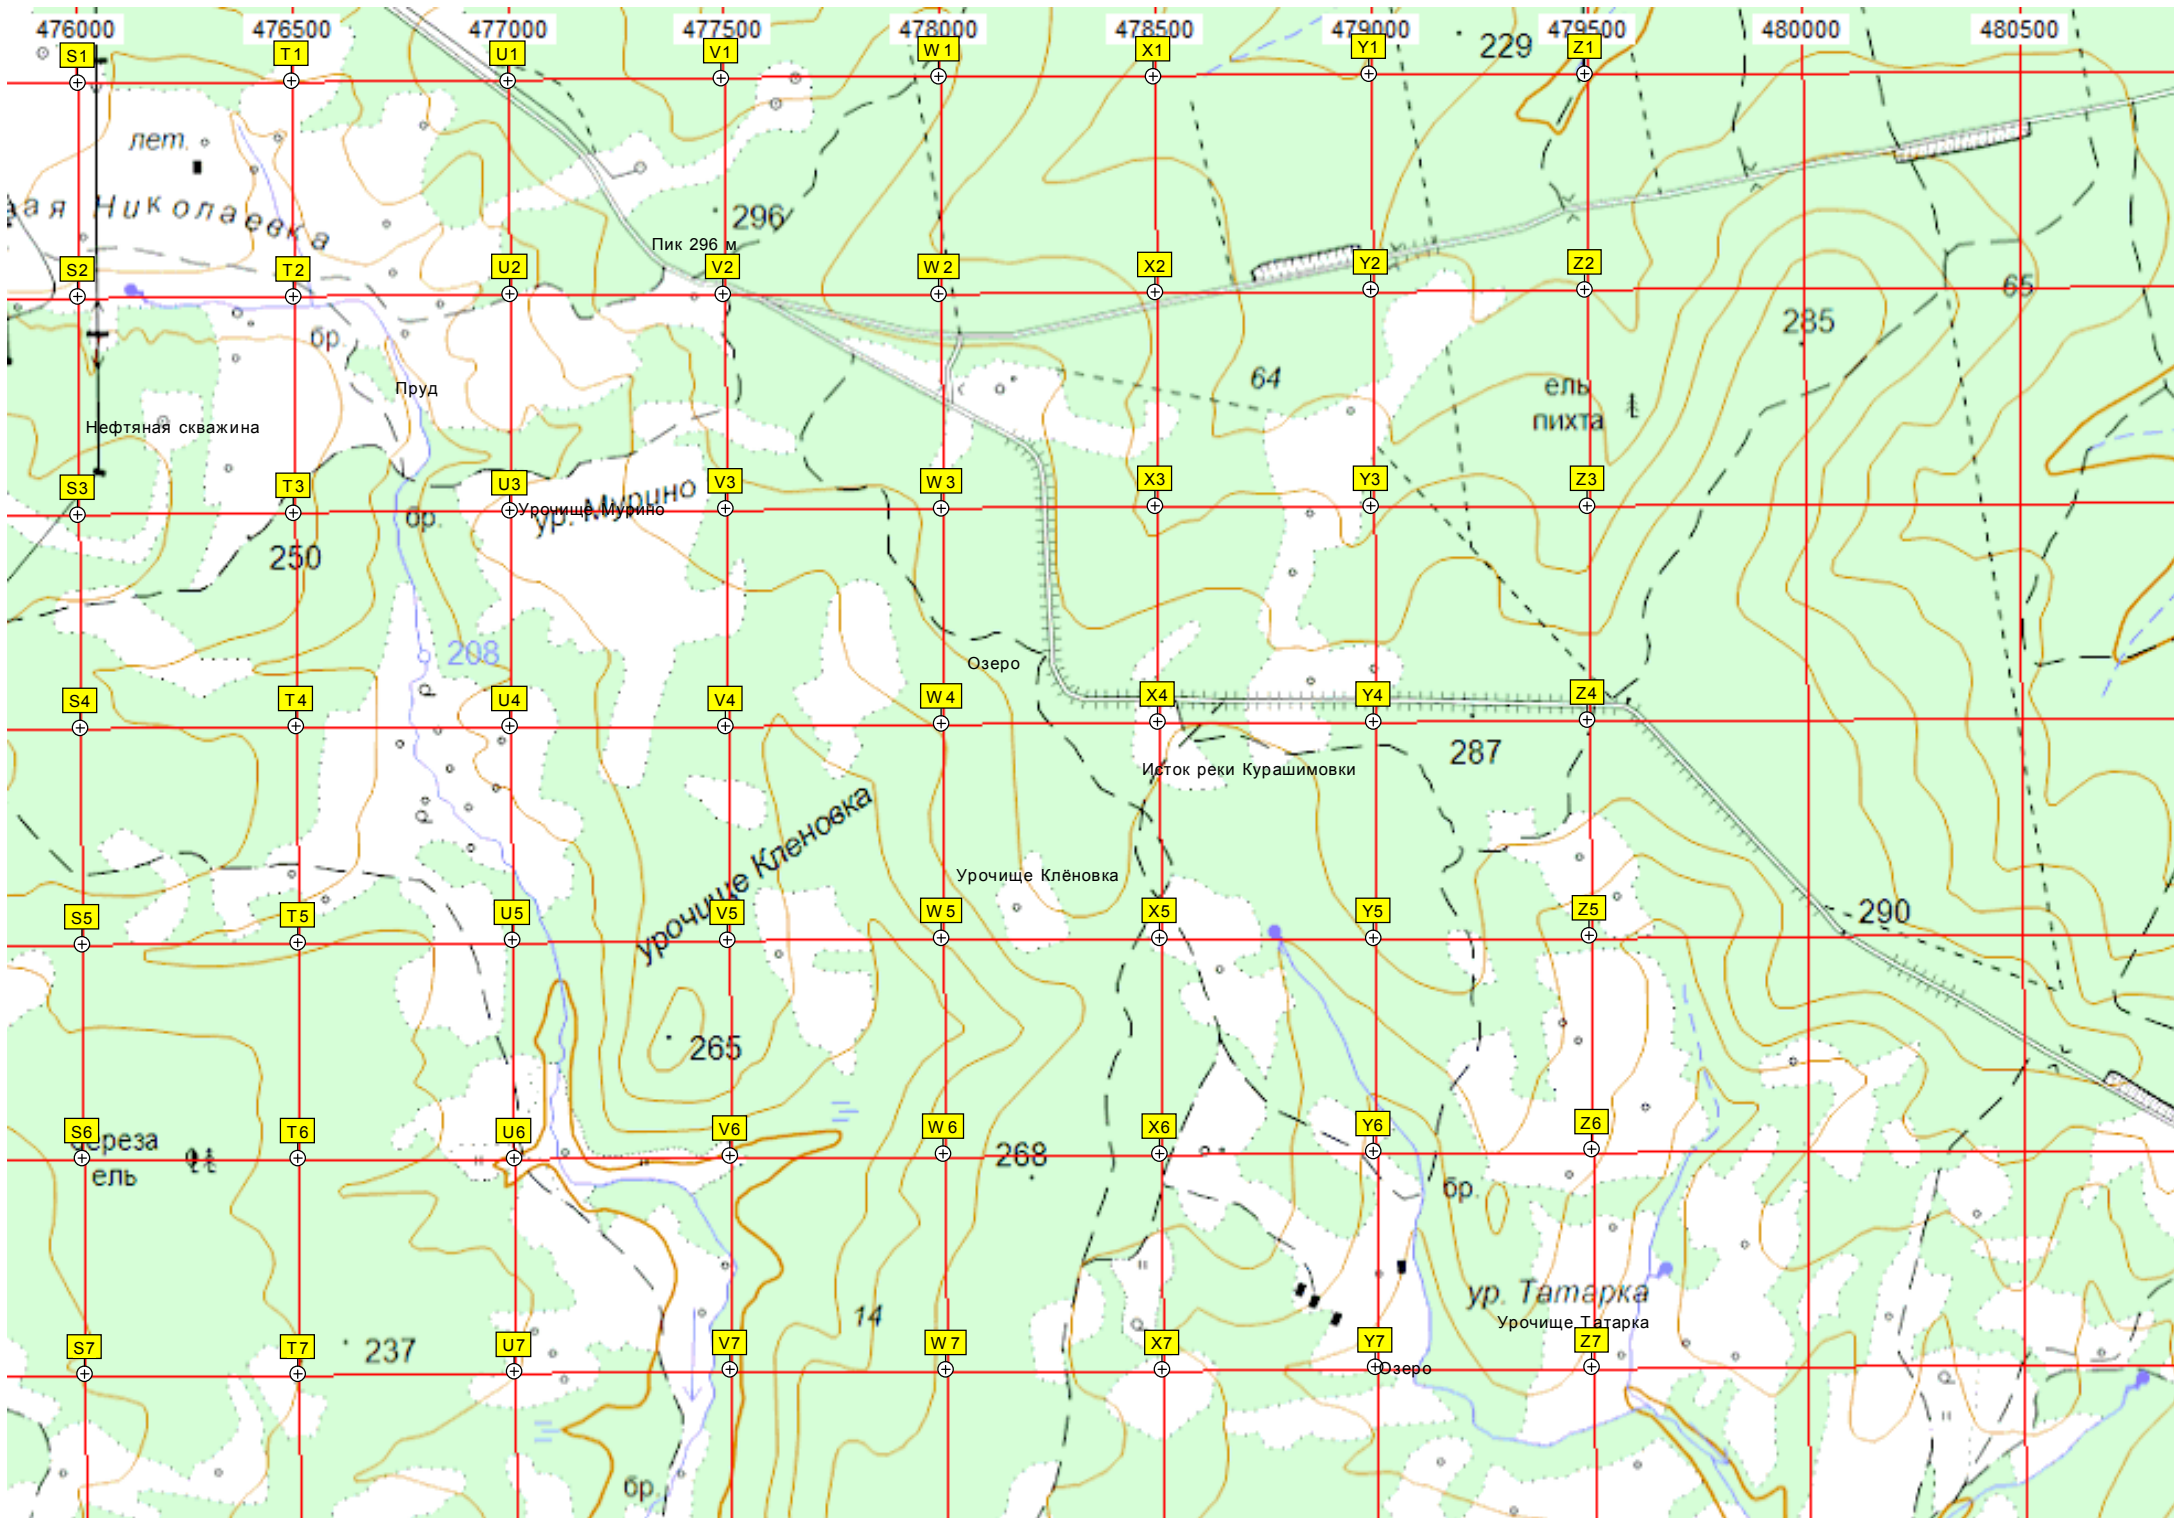 476000 476500 477000 477500 478000 478500 479000 479500 480000 480500
S1 T1 U1 V1 W1 X1 Y1 Z1
229
лет.
ая Николаевка
296
Пик 296 м
S2 T2 U2 V2 W2 X2 Y2 Z2
65
бр.
285
Пруд
64
ель
пихта
Нефтяная скважина
S3 T3 U3 V3 W3 X3 Y3 Z3
ур. Мурино
Урочище Мурино
бр.
250
208
Озеро
S4 T4 U4 V4 W4 X4 Y4 Z4
287
Исток реки Курашимовки
р
р
урочище Кленовка
Урочище Клёновка
S5 T5 U5 V5 W5 X5 Y5 Z5
290
265
S6 T6 U6 V6 W6 X6 Y6 Z6
береза
ель
268
бр.
ур. Татарка
Урочище Татарка
14
237
S7 T7 U7 V7 W7 X7 Y7 Z7
Озеро
бр.